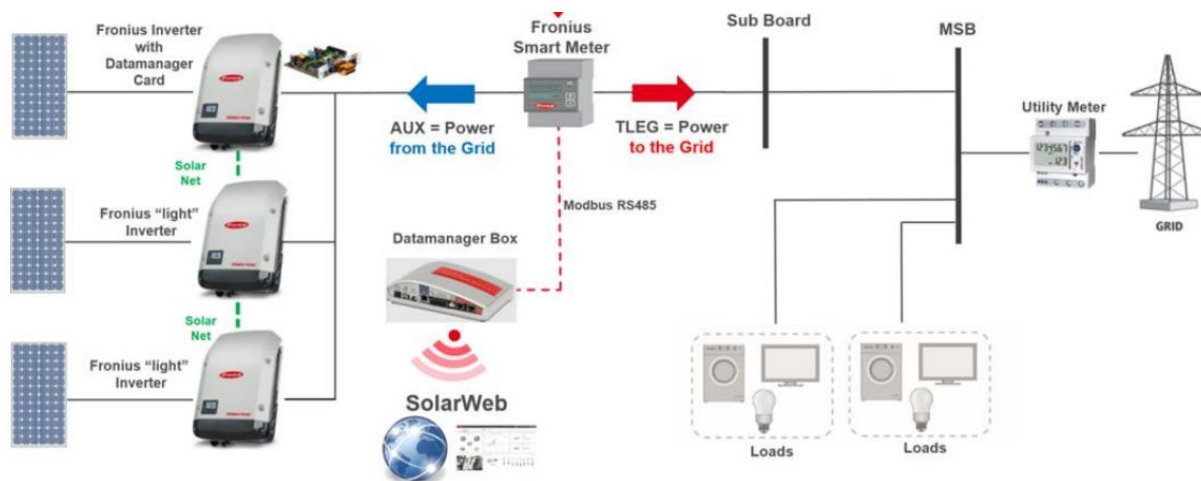 Fronius Inverter
with
Datamanager
Card
Solar
Net
Fronius “light”
Inverter
Solar
Net
Fronius “light”
Inverter
AUX = Power
from the Grid
Fronius
Smart Meter
TLEG = Power
to the Grid
Modbus RS485
Datamanager Box
SolarWeb
Sub Board
MSB
Utility Meter
GRID
Loads
Loads